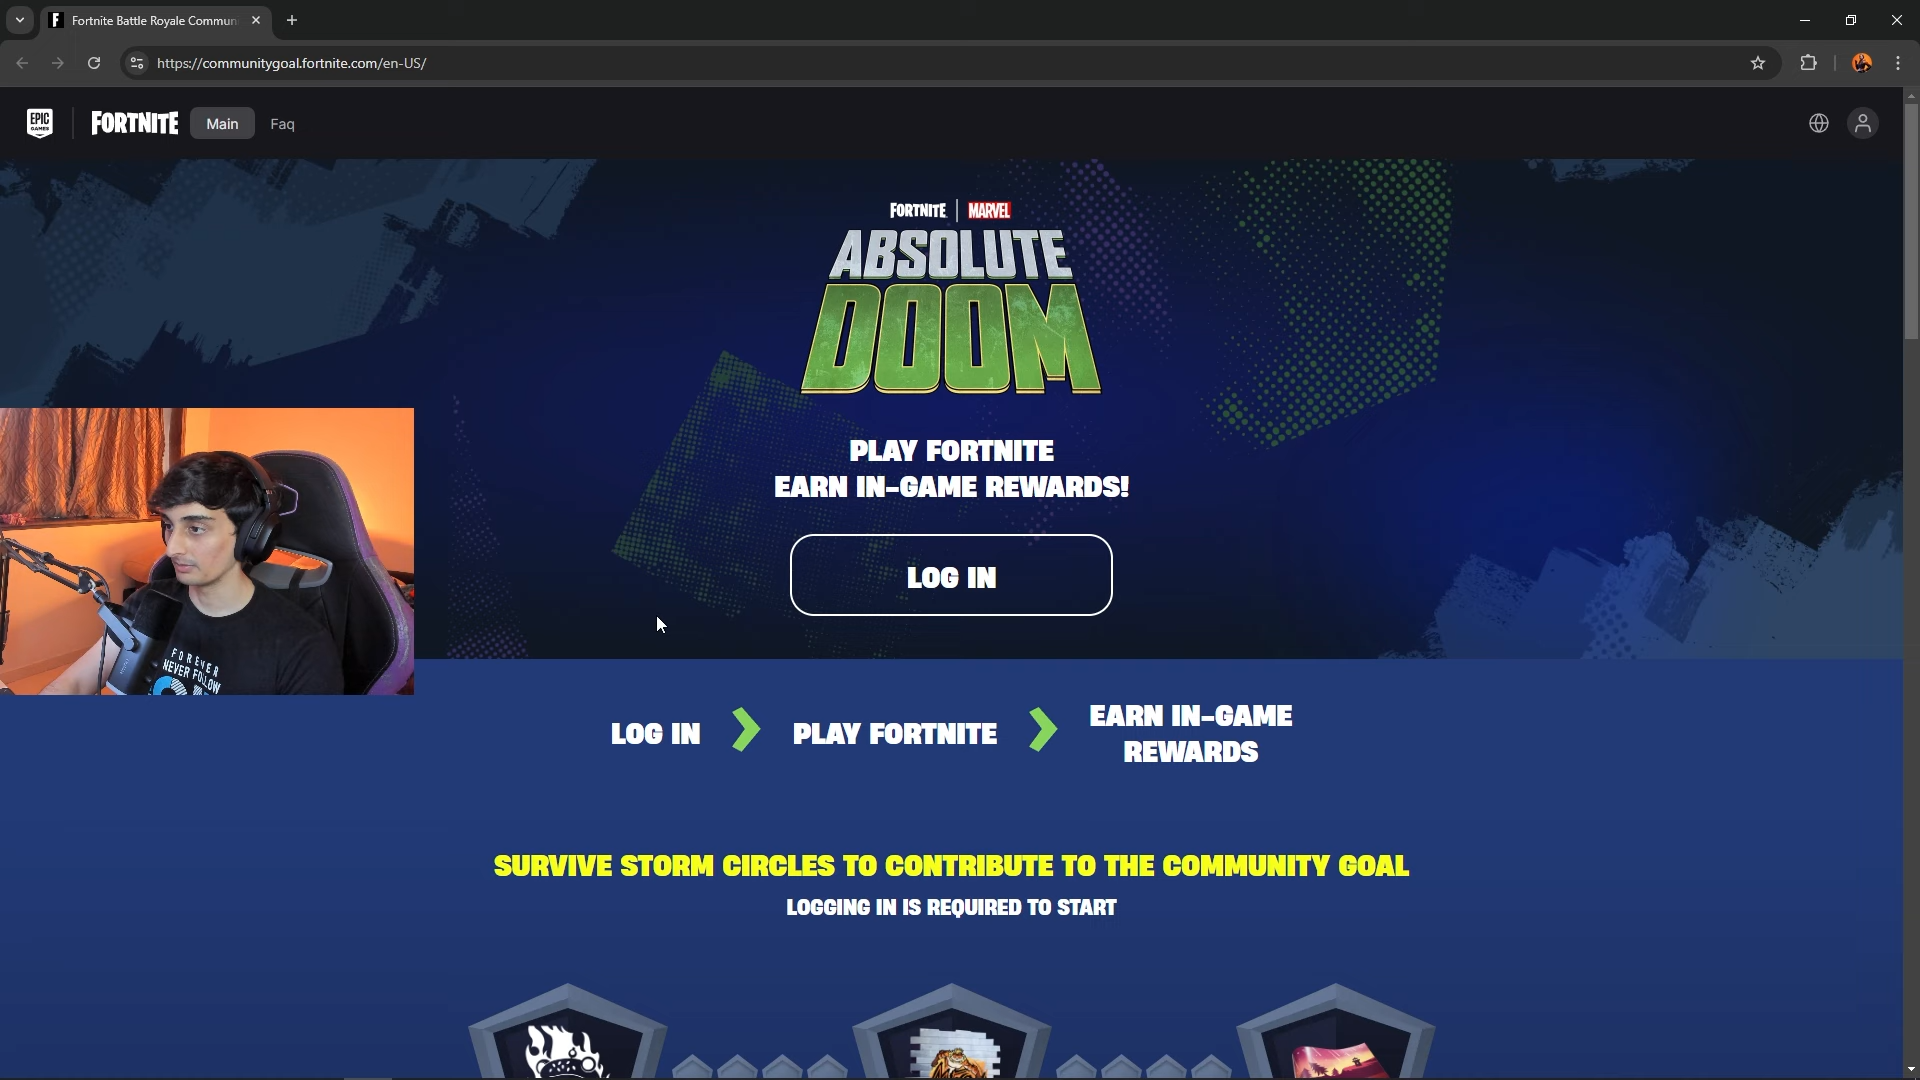 Fortnite Battle Royale Commun
https://communitygoal.fortnite.com/en-US/
EPIC
GAMES
FORTNITE
Main
Faq
FORTNITE | MARVEL
ABSOLUTE
DOOM
PLAY FORTNITE
EARN IN-GAME REWARDS!
LOG IN
FOREVER
NEVER FOLLOW
LOG IN
PLAY FORTNITE
EARN IN-GAME
REWARDS
SURVIVE STORM CIRCLES TO CONTRIBUTE TO THE COMMUNITY GOAL
LOGGING IN IS REQUIRED TO START